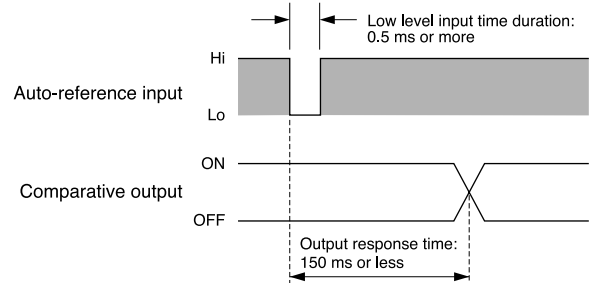 Low level input time duration:
0.5 ms or more
Hi
Auto-reference input
Lo
ON
Comparative output
OFF
Output response time:
150 ms or less